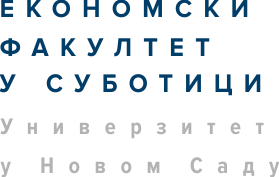 ЕКОНОМСКИ
ФАКУЛТЕТ
У СУБОТИЦИ
Универзитет
у Новом Саду